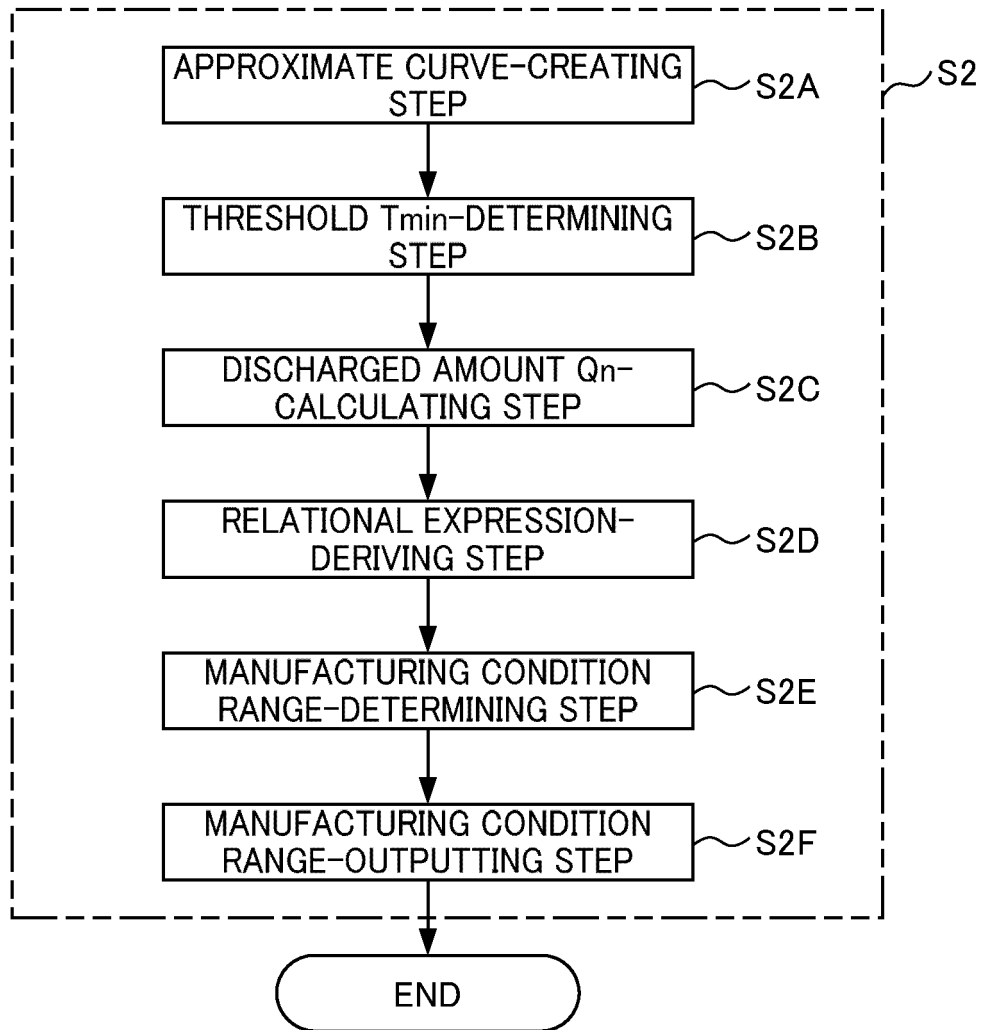 APPROXIMATE CURVE-CREATING
STEP
S2A
S2
THRESHOLD Tmin-DETERMINING
STEP
S2B
DISCHARGED AMOUNT Qn-
CALCULATING STEP
S2C
RELATIONAL EXPRESSION-
DERIVING STEP
S2D
MANUFACTURING CONDITION
RANGE-DETERMINING STEP
S2E
MANUFACTURING CONDITION
RANGE-OUTPUTTING STEP
S2F
END